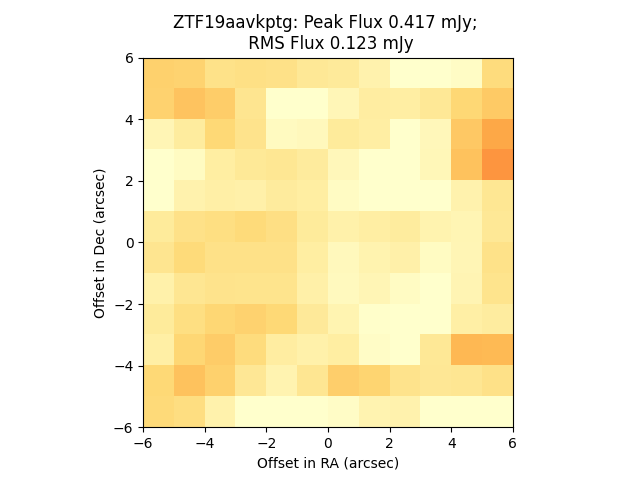 ZTF19aavkptg: Peak Flux 0.417 mJy;
RMS Flux 0.123 mJy
6
4
2
0
−2
−4
−6
Offset in Dec (arcsec)
−6 −4 −2 0 2 4 6
Offset in RA (arcsec)